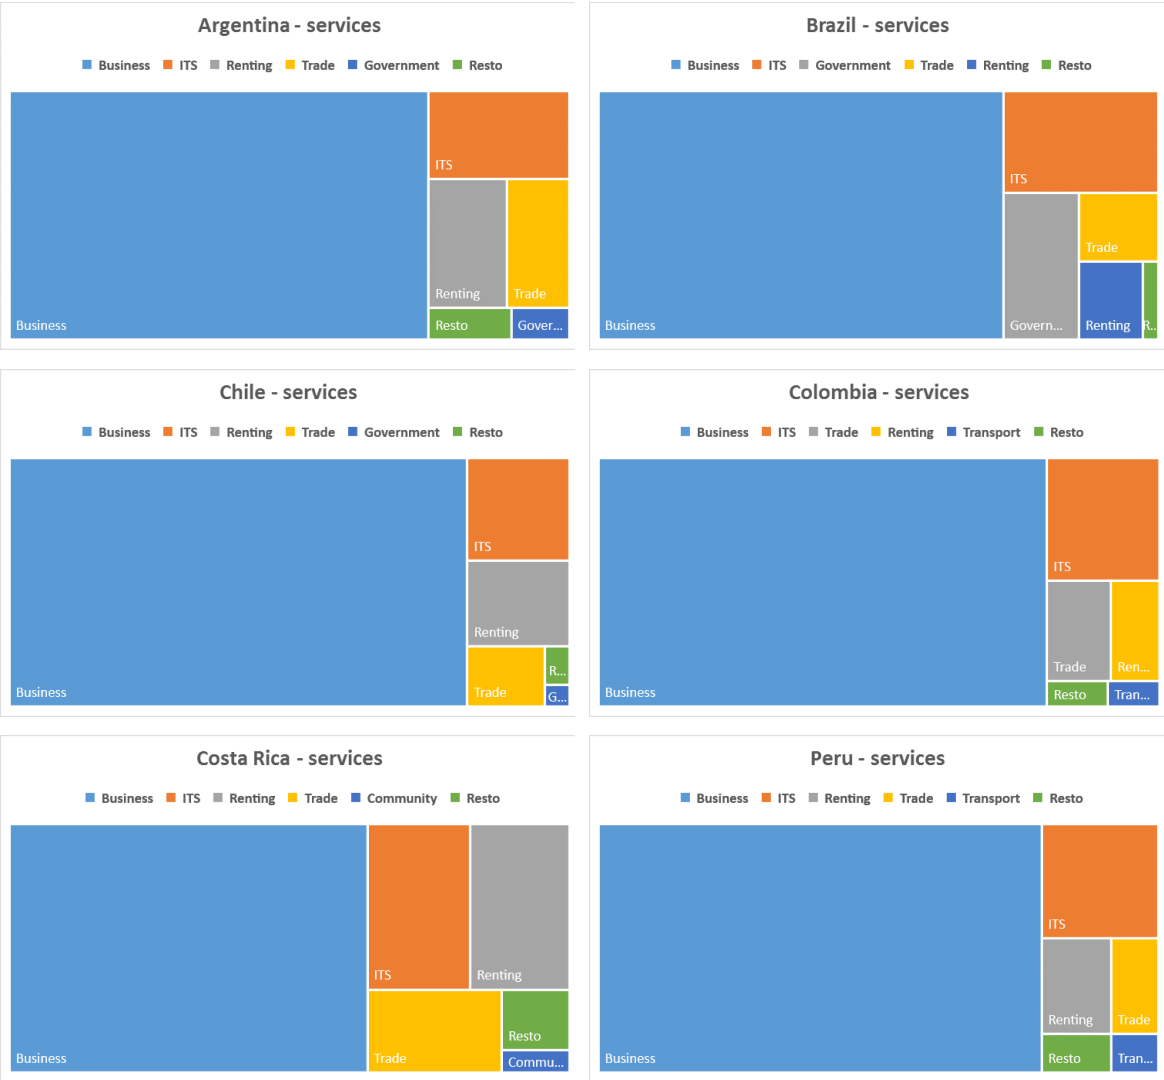 Argentina - services
Business ITS Renting Trade Government Resto
ITS
Renting
Trade
Business
Resto
Gover...
Brazil - services
Business ITS Government Trade Renting Resto
ITS
Trade
Business
Govern...
Renting
R...
Chile - services
Business ITS Renting Trade Government Resto
ITS
Renting
R...
Business
Trade
G...
Colombia - services
Business ITS Trade Renting Transport Resto
ITS
Trade
Ren...
Business
Resto
Tran...
Costa Rica - services
Business ITS Renting Trade Community Resto
ITS
Renting
Resto
Business
Trade
Commu...
Peru - services
Business ITS Renting Trade Transport Resto
ITS
Renting
Trade
Business
Resto
Tran...